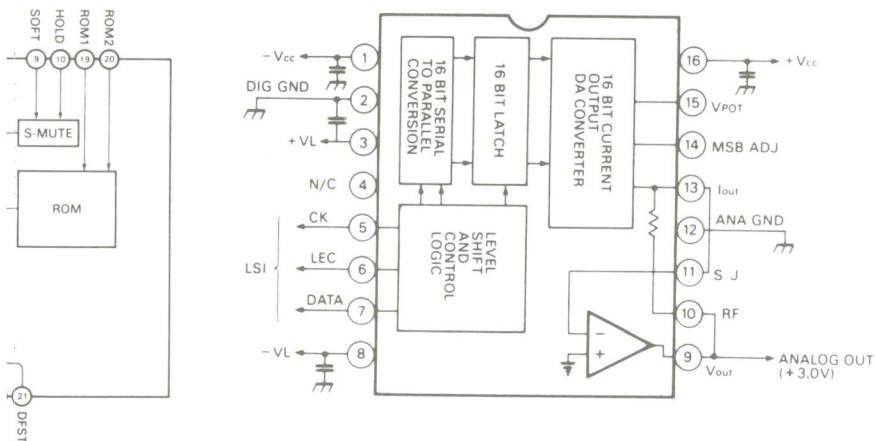 SOFT
HOLD
ROM1
ROM2
9
10
19
20
S-MUTE
ROM
21
DFST
- Vcc
1
DIG GND
2
+ VL
3
N/C
4
CK
5
LSI
LEC
6
DATA
7
- VL
8
16 BIT SERIAL
TO PARALLEL
CONVERSION
16 BIT LATCH
16 BIT CURRENT
OUTPUT
DA CONVERTER
LEVEL
SHIFT
AND
CONTROL
LOGIC
-
+
16
+ Vcc
15
VPOT
14
MSB ADJ
13
Iout
12
ANA GND
11
S J
10
RF
9
Vout
ANALOG OUT
(+3.0V)